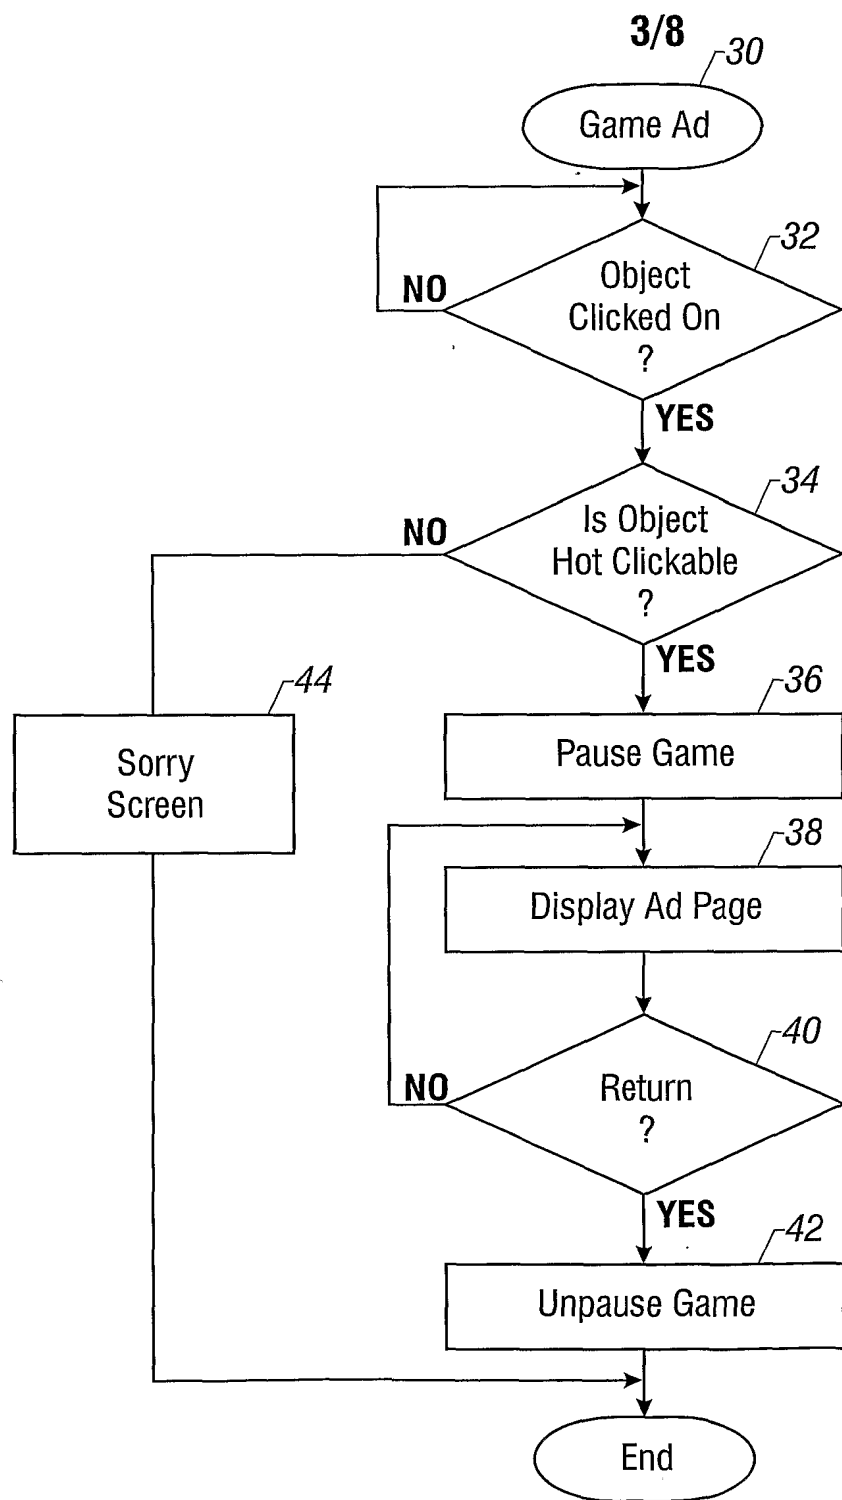 3/8
30
Game Ad
32
Object
Clicked On
?
NO
YES
34
NO
Is Object
Hot Clickable
?
YES
44
36
Sorry
Screen
Pause Game
38
Display Ad Page
40
NO
Return
?
YES
42
Unpause Game
End